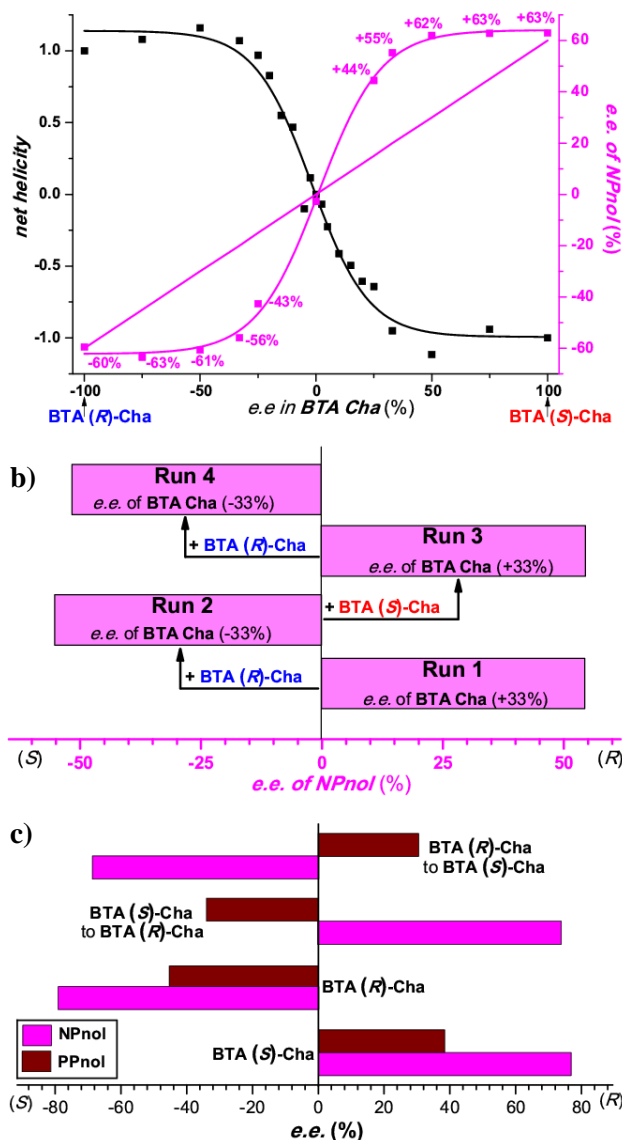 +62%
+63%
+63%
+55%
+44%
1.0
0.5
0.0
-0.5
-1.0
net helicity
60
40
20
0
-20
-40
-60
e.e. of NPnol (%)
-43%
-56%
-60%
-63%
-61%
-100
-50
0
50
100
BTA (R)-Cha
e.e in BTA Cha (%)
BTA (S)-Cha
b)
Run 4
e.e. of BTA Cha (-33%)
+ BTA (R)-Cha
Run 3
e.e. of BTA Cha (+33%)
Run 2
e.e. of BTA Cha (-33%)
+ BTA (S)-Cha
+ BTA (R)-Cha
Run 1
e.e. of BTA Cha (+33%)
(S)
-50
-25
0
25
50
(R)
e.e. of NPnol (%)
c)
BTA (R)-Cha
to BTA (S)-Cha
BTA (S)-Cha
to BTA (R)-Cha
BTA (R)-Cha
BTA (S)-Cha
NPnol
PPnol
(S)
-80
-60
-40
-20
0
20
40
60
80
(R)
e.e. (%)